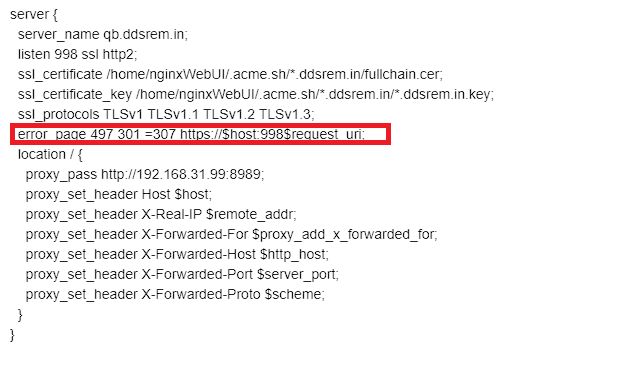 server {
server_name qb.ddsrem.in;
listen 998 ssl http2;
ssl_certificate /home/nginxWebUI/.acme.sh/*.ddsrem.in/fullchain.cer;
ssl_certificate_key /home/nginxWebUI/.acme.sh/*.ddsrem.in/*.ddsrem.in.key;
ssl_protocols TLSv1 TLSv1.1 TLSv1.2 TLSv1.3;
error_page 497 301 =307 https://$host:998$request_uri;
location / {
proxy_pass http://192.168.31.99:8989;
proxy_set_header Host $host;
proxy_set_header X-Real-IP $remote_addr;
proxy_set_header X-Forwarded-For $proxy_add_x_forwarded_for;
proxy_set_header X-Forwarded-Host $http_host;
proxy_set_header X-Forwarded-Port $server_port;
proxy_set_header X-Forwarded-Proto $scheme;
}
}